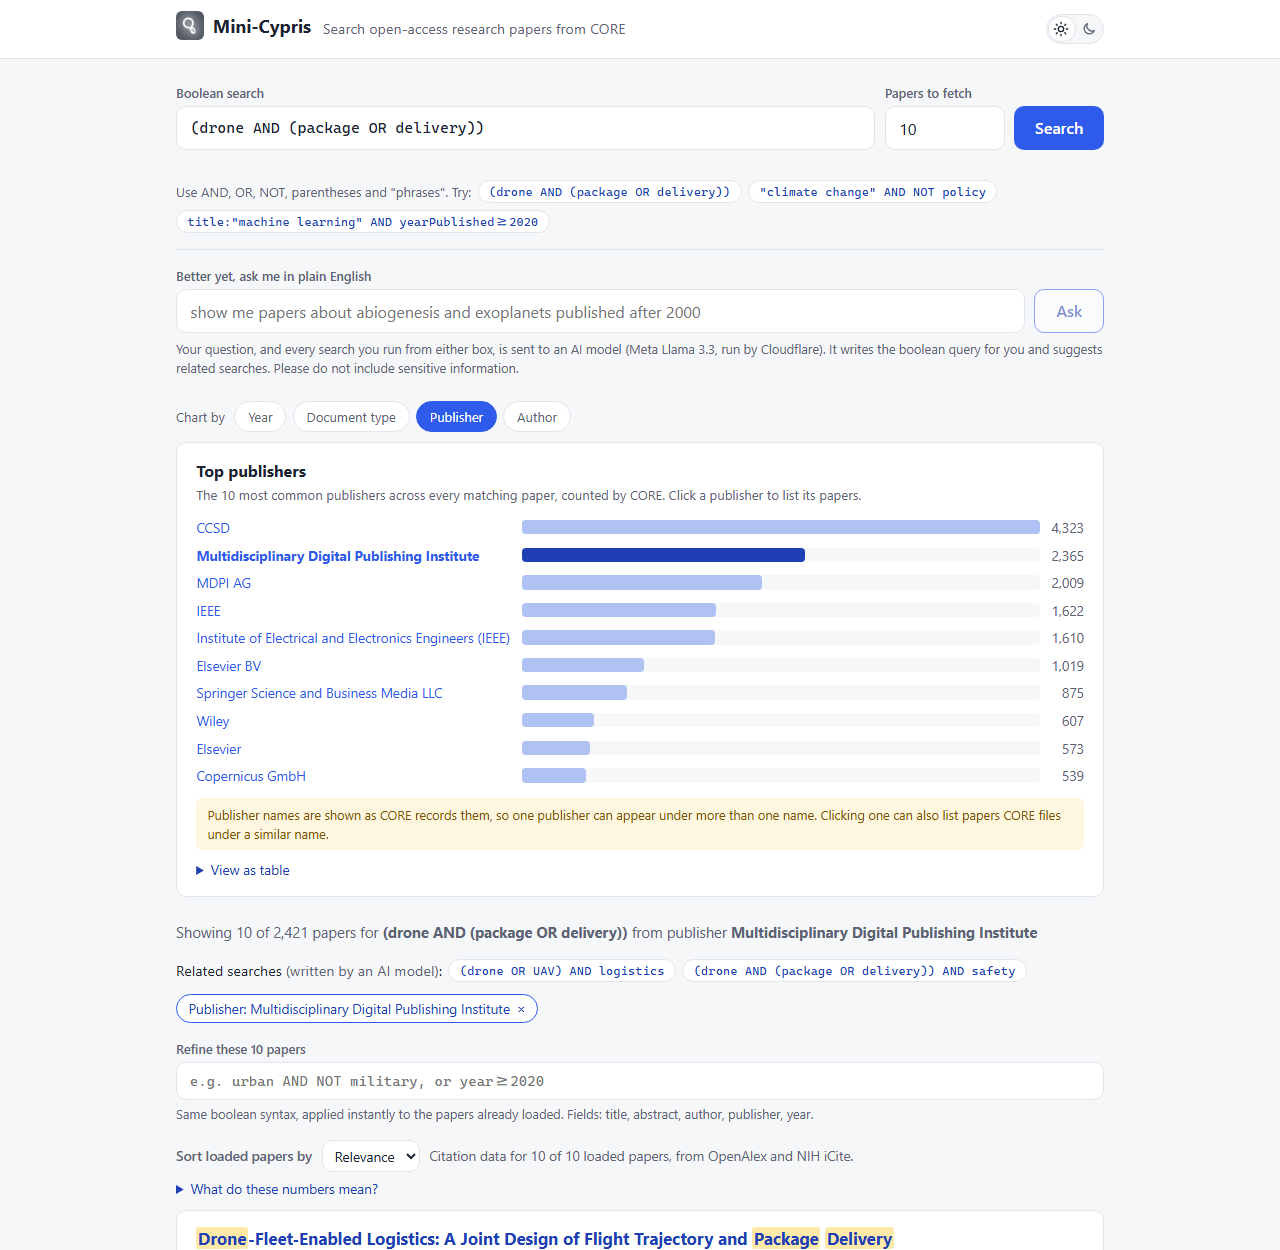 Mini-Cypris Search open-access research papers from CORE
Boolean search
Papers to fetch
(drone AND (package OR delivery))
10
Search
Use AND, OR, NOT, parentheses and "phrases". Try: (drone AND (package OR delivery)) "climate change" AND NOT policy
title:"machine learning" AND yearPublished≥2020
Better yet, ask me in plain English
show me papers about abiogenesis and exoplanets published after 2000
Ask
Your question, and every search you run from either box, is sent to an AI model (Meta Llama 3.3, run by Cloudflare). It writes the boolean query for you and suggests
related searches. Please do not include sensitive information.
Chart by Year Document type Publisher Author
Top publishers
The 10 most common publishers across every matching paper, counted by CORE. Click a publisher to list its papers.
CCSD 4,323
Multidisciplinary Digital Publishing Institute 2,365
MDPI AG 2,009
IEEE 1,622
Institute of Electrical and Electronics Engineers (IEEE) 1,610
Elsevier BV 1,019
Springer Science and Business Media LLC 875
Wiley 607
Elsevier 573
Copernicus GmbH 539
Publisher names are shown as CORE records them, so one publisher can appear under more than one name. Clicking one can also list papers CORE files
under a similar name.
View as table
Showing 10 of 2,421 papers for (drone AND (package OR delivery)) from publisher Multidisciplinary Digital Publishing Institute
Related searches (written by an AI model): (drone OR UAV) AND logistics (drone AND (package OR delivery)) AND safety
Publisher: Multidisciplinary Digital Publishing Institute ×
Refine these 10 papers
e.g. urban AND NOT military, or year≥2020
Same boolean syntax, applied instantly to the papers already loaded. Fields: title, abstract, author, publisher, year.
Sort loaded papers by Relevance Citation data for 10 of 10 loaded papers, from OpenAlex and NIH iCite.
What do these numbers mean?
Drone-Fleet-Enabled Logistics: A Joint Design of Flight Trajectory and Package Delivery